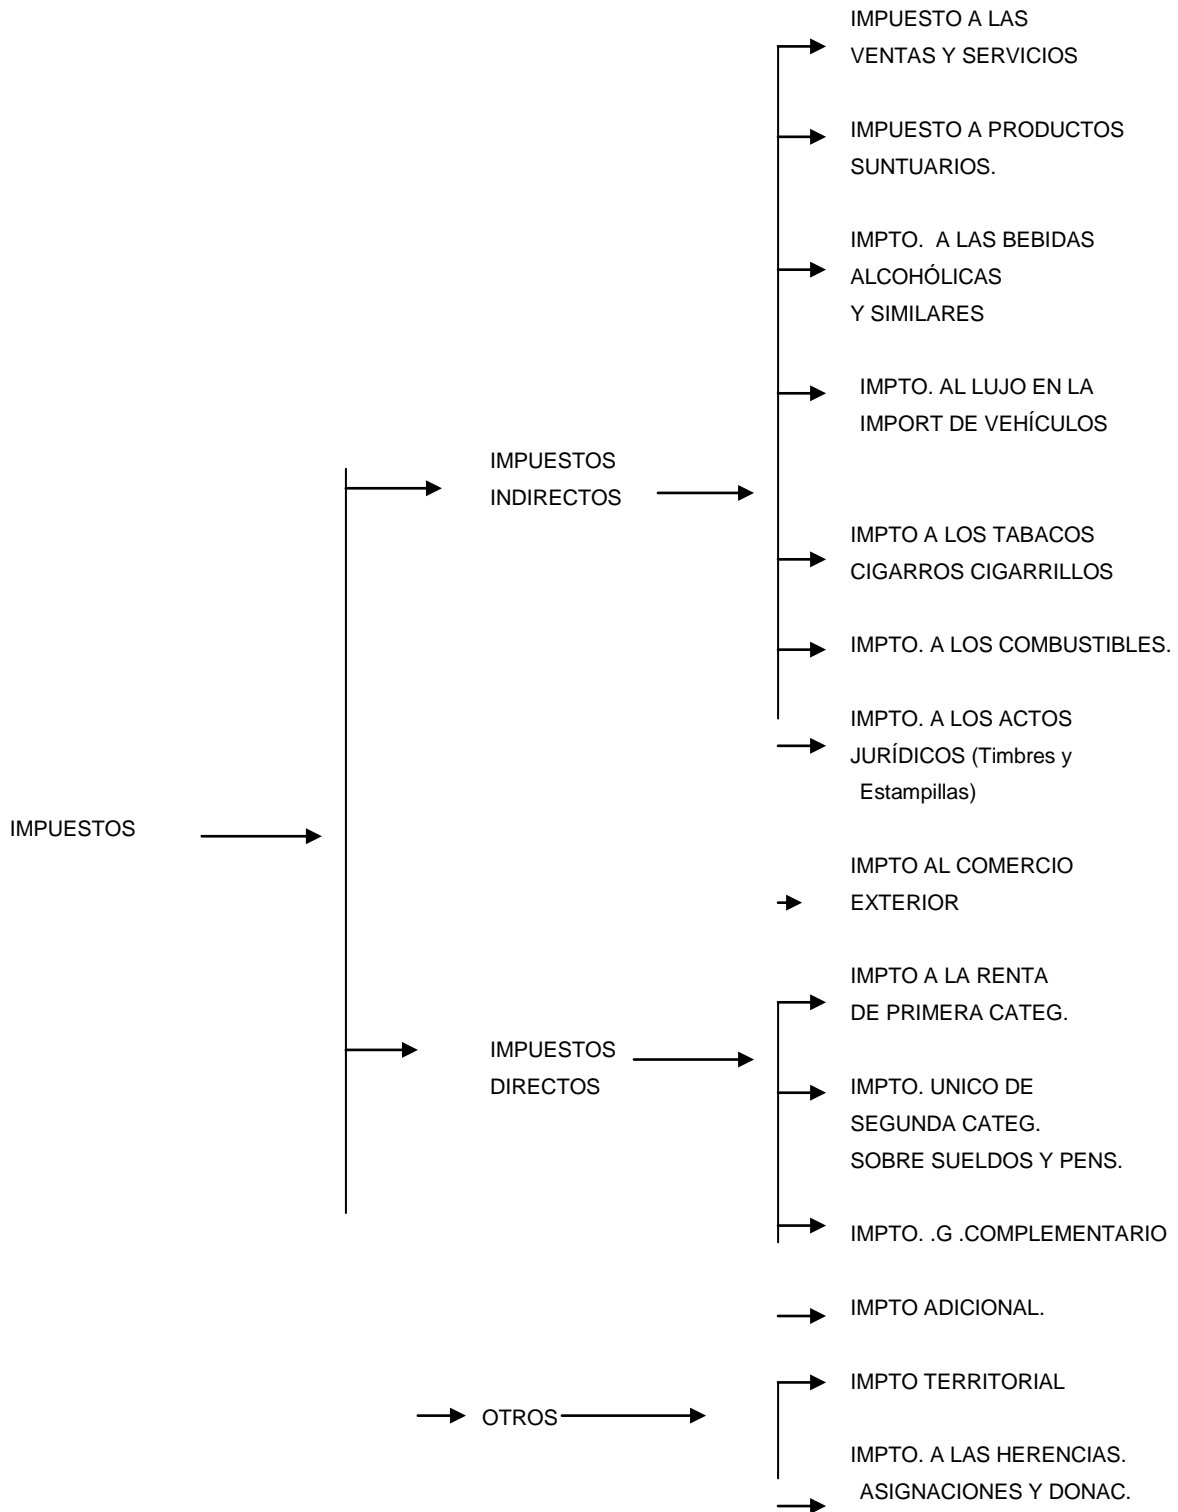 IMPUESTO A LAS
VENTAS Y SERVICIOS
IMPUESTO A PRODUCTOS
SUNTUARIOS.
IMPTO. A LAS BEBIDAS
ALCOHÓLICAS
Y SIMILARES
IMPTO. AL LUJO EN LA
IMPORT DE VEHÍCULOS
IMPUESTOS
INDIRECTOS
IMPTO A LOS TABACOS
CIGARROS CIGARRILLOS
IMPTO. A LOS COMBUSTIBLES.
IMPTO. A LOS ACTOS
JURÍDICOS (Timbres y
Estampillas)
IMPUESTOS
IMPTO AL COMERCIO
EXTERIOR
IMPTO A LA RENTA
DE PRIMERA CATEG.
IMPUESTOS
DIRECTOS
IMPTO. UNICO DE
SEGUNDA CATEG.
SOBRE SUELDOS Y PENS.
IMPTO. .G .COMPLEMENTARIO
IMPTO ADICIONAL.
IMPTO TERRITORIAL
OTROS
IMPTO. A LAS HERENCIAS.
ASIGNACIONES Y DONAC.